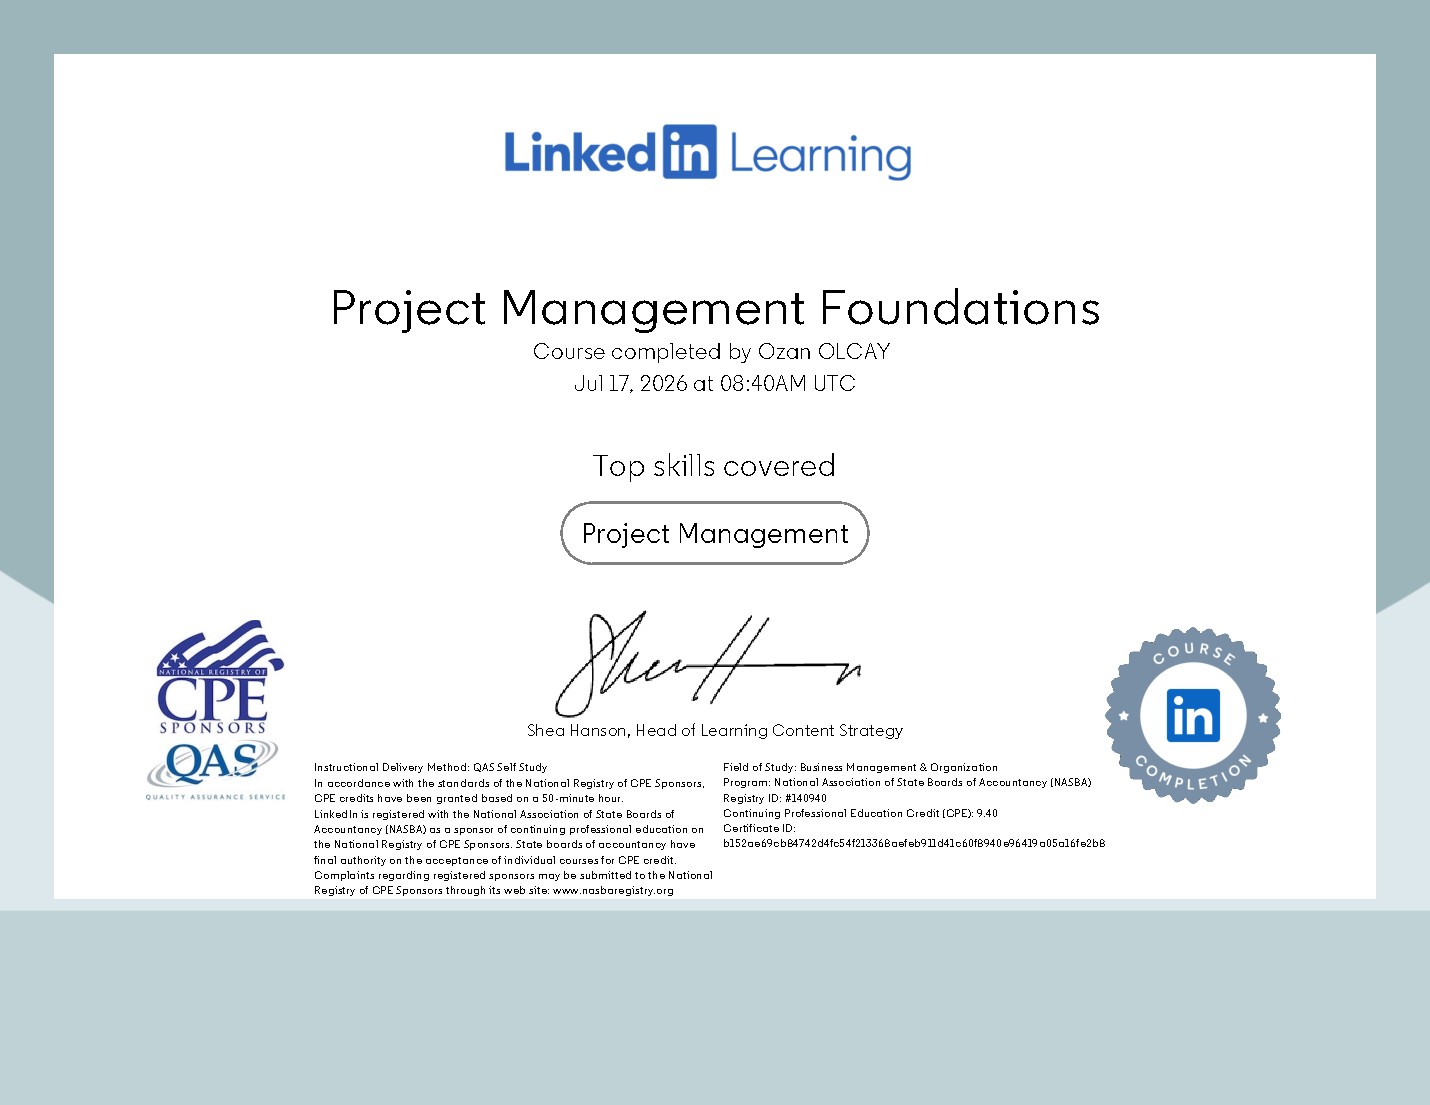 LinkedIn Learning
Project Management Foundations
Course completed by Ozan OLCAY
Jul 17, 2026 at 08:40AM UTC
Top skills covered
Project Management
NATIONAL REGISTRY OF
CPE
SPONSORS
QAS
QUALITY ASSURANCE SERVICE
Shea Hanson, Head of Learning Content Strategy
COURSE
in
COMPLETION
Instructional Delivery Method: QAS Self Study
In accordance with the standards of the National Registry of CPE Sponsors,
CPE credits have been granted based on a 50-minute hour.
LinkedIn is registered with the National Association of State Boards of
Accountancy (NASBA) as a sponsor of continuing professional education on
the National Registry of CPE Sponsors. State boards of accountancy have
final authority on the acceptance of individual courses for CPE credit.
Complaints regarding registered sponsors may be submitted to the National
Registry of CPE Sponsors through its web site: www.nasbaregistry.org
Field of Study: Business Management & Organization
Program: National Association of State Boards of Accountancy (NASBA)
Registry ID: #140940
Continuing Professional Education Credit (CPE): 9.40
Certificate ID:
b152ae69cb84742d4fc54f213368aefeb911d41c60f8940e96419a05a16fe2b8